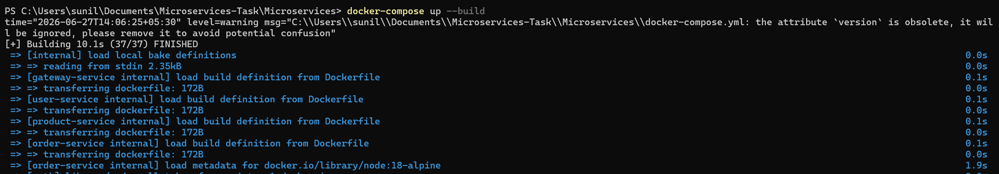 PS C:\Users\sunil\Documents\Microservices-Task\Microservices> docker-compose up --build
time="2026-06-27T14:06:25+05:30" level=warning msg="C:\\Users\\sunil\\Documents\\Microservices-Task\\Microservices\\docker-compose.yml: the attribute `version` is obsolete, it wil
l be ignored, please remove it to avoid potential confusion"
[+] Building 10.1s (37/37) FINISHED
=> [internal] load local bake definitions 0.0s
=> => reading from stdin 2.35kB 0.0s
=> [gateway-service internal] load build definition from Dockerfile 0.1s
=> => transferring dockerfile: 172B 0.0s
=> [user-service internal] load build definition from Dockerfile 0.1s
=> => transferring dockerfile: 172B 0.0s
=> [product-service internal] load build definition from Dockerfile 0.1s
=> => transferring dockerfile: 172B 0.0s
=> [order-service internal] load build definition from Dockerfile 0.1s
=> => transferring dockerfile: 172B 0.0s
=> [order-service internal] load metadata for docker.io/library/node:18-alpine 1.9s